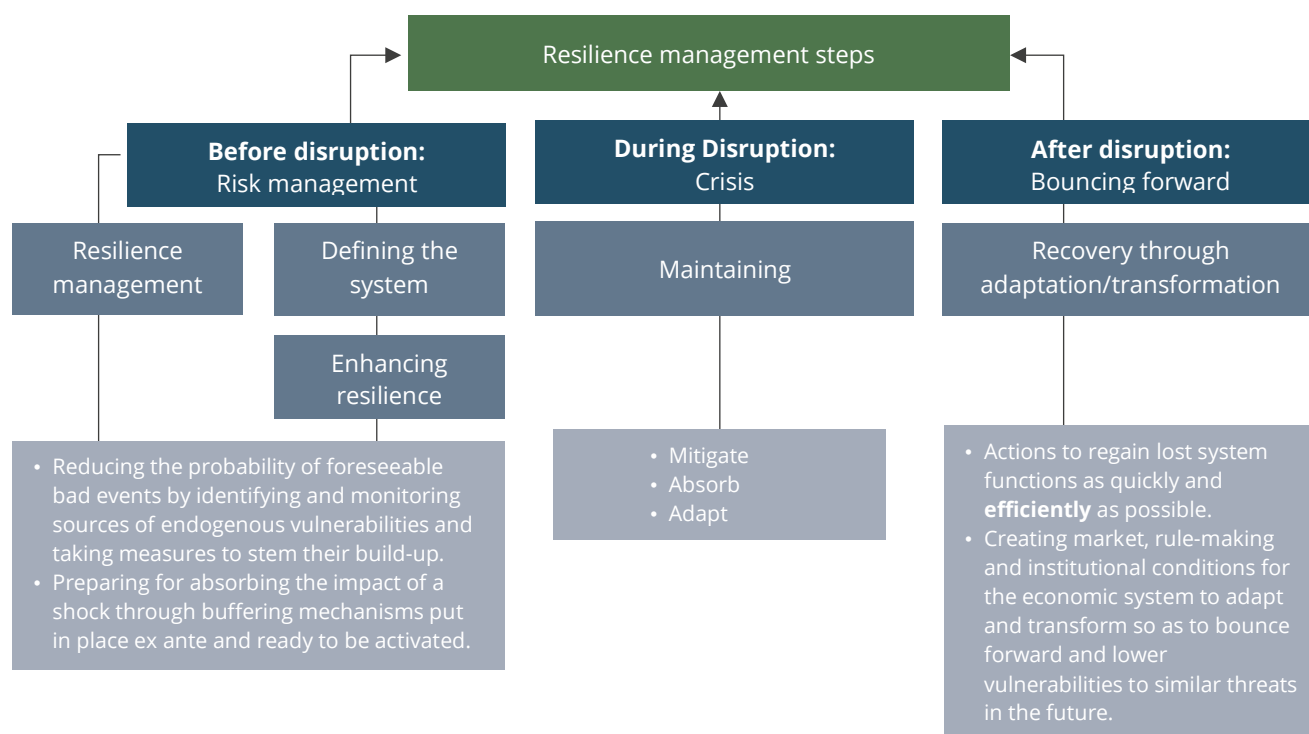 Resilience management steps
Before disruption:
Risk management
During Disruption:
Crisis
After disruption:
Bouncing forward
Resilience
management
Defining the
system
Maintaining
Recovery through
adaptation/transformation
Enhancing
resilience
• Reducing the probability of foreseeable
bad events by identifying and monitoring
sources of endogenous vulnerabilities and
taking measures to stem their build-up.
• Preparing for absorbing the impact of a
shock through buffering mechanisms put
in place ex ante and ready to be activated.
• Mitigate
• Absorb
• Adapt
• Actions to regain lost system
functions as quickly and
efficiently as possible.
• Creating market, rule-making
and institutional conditions for
the economic system to adapt
and transform so as to bounce
forward and lower
vulnerabilities to similar threats
in the future.